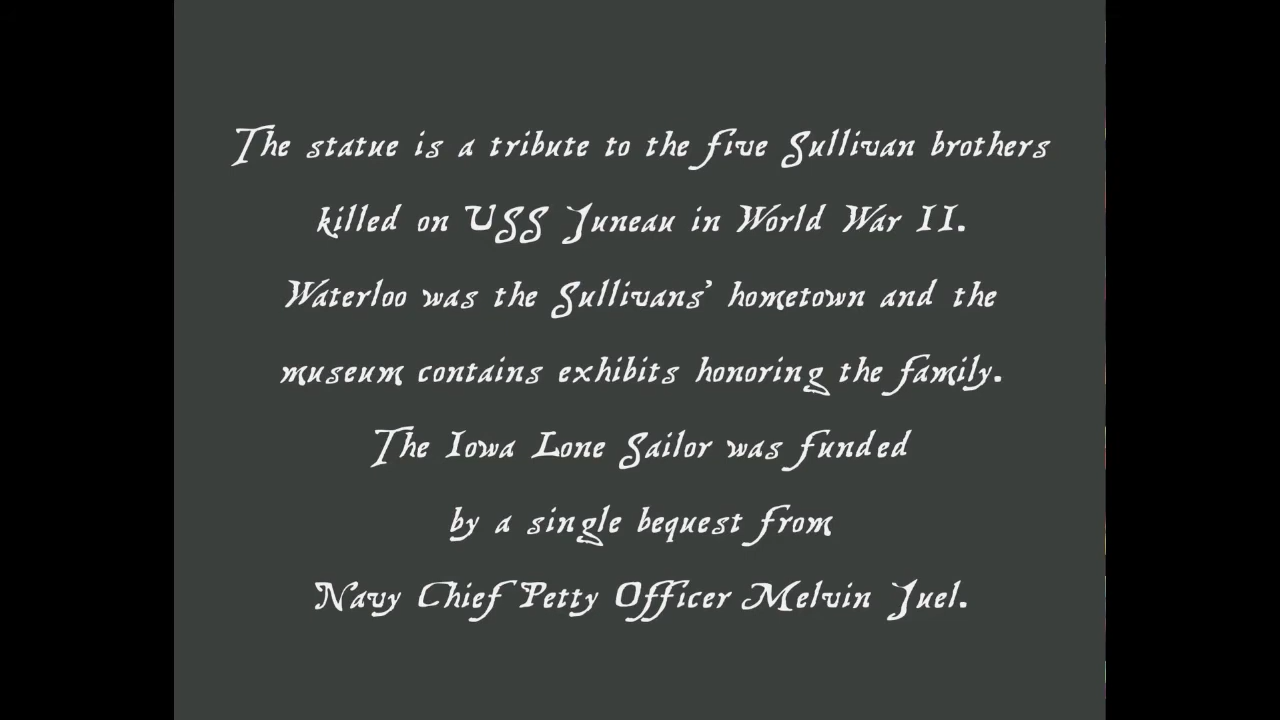 The statue is a tribute to the five Sullivan brothers
killed on USS Juneau in World War II.
Waterloo was the Sullivans' hometown and the
museum contains exhibits honoring the family.
The Iowa Lone Sailor was funded
by a single bequest from
Navy Chief Petty Officer Melvin Juel.